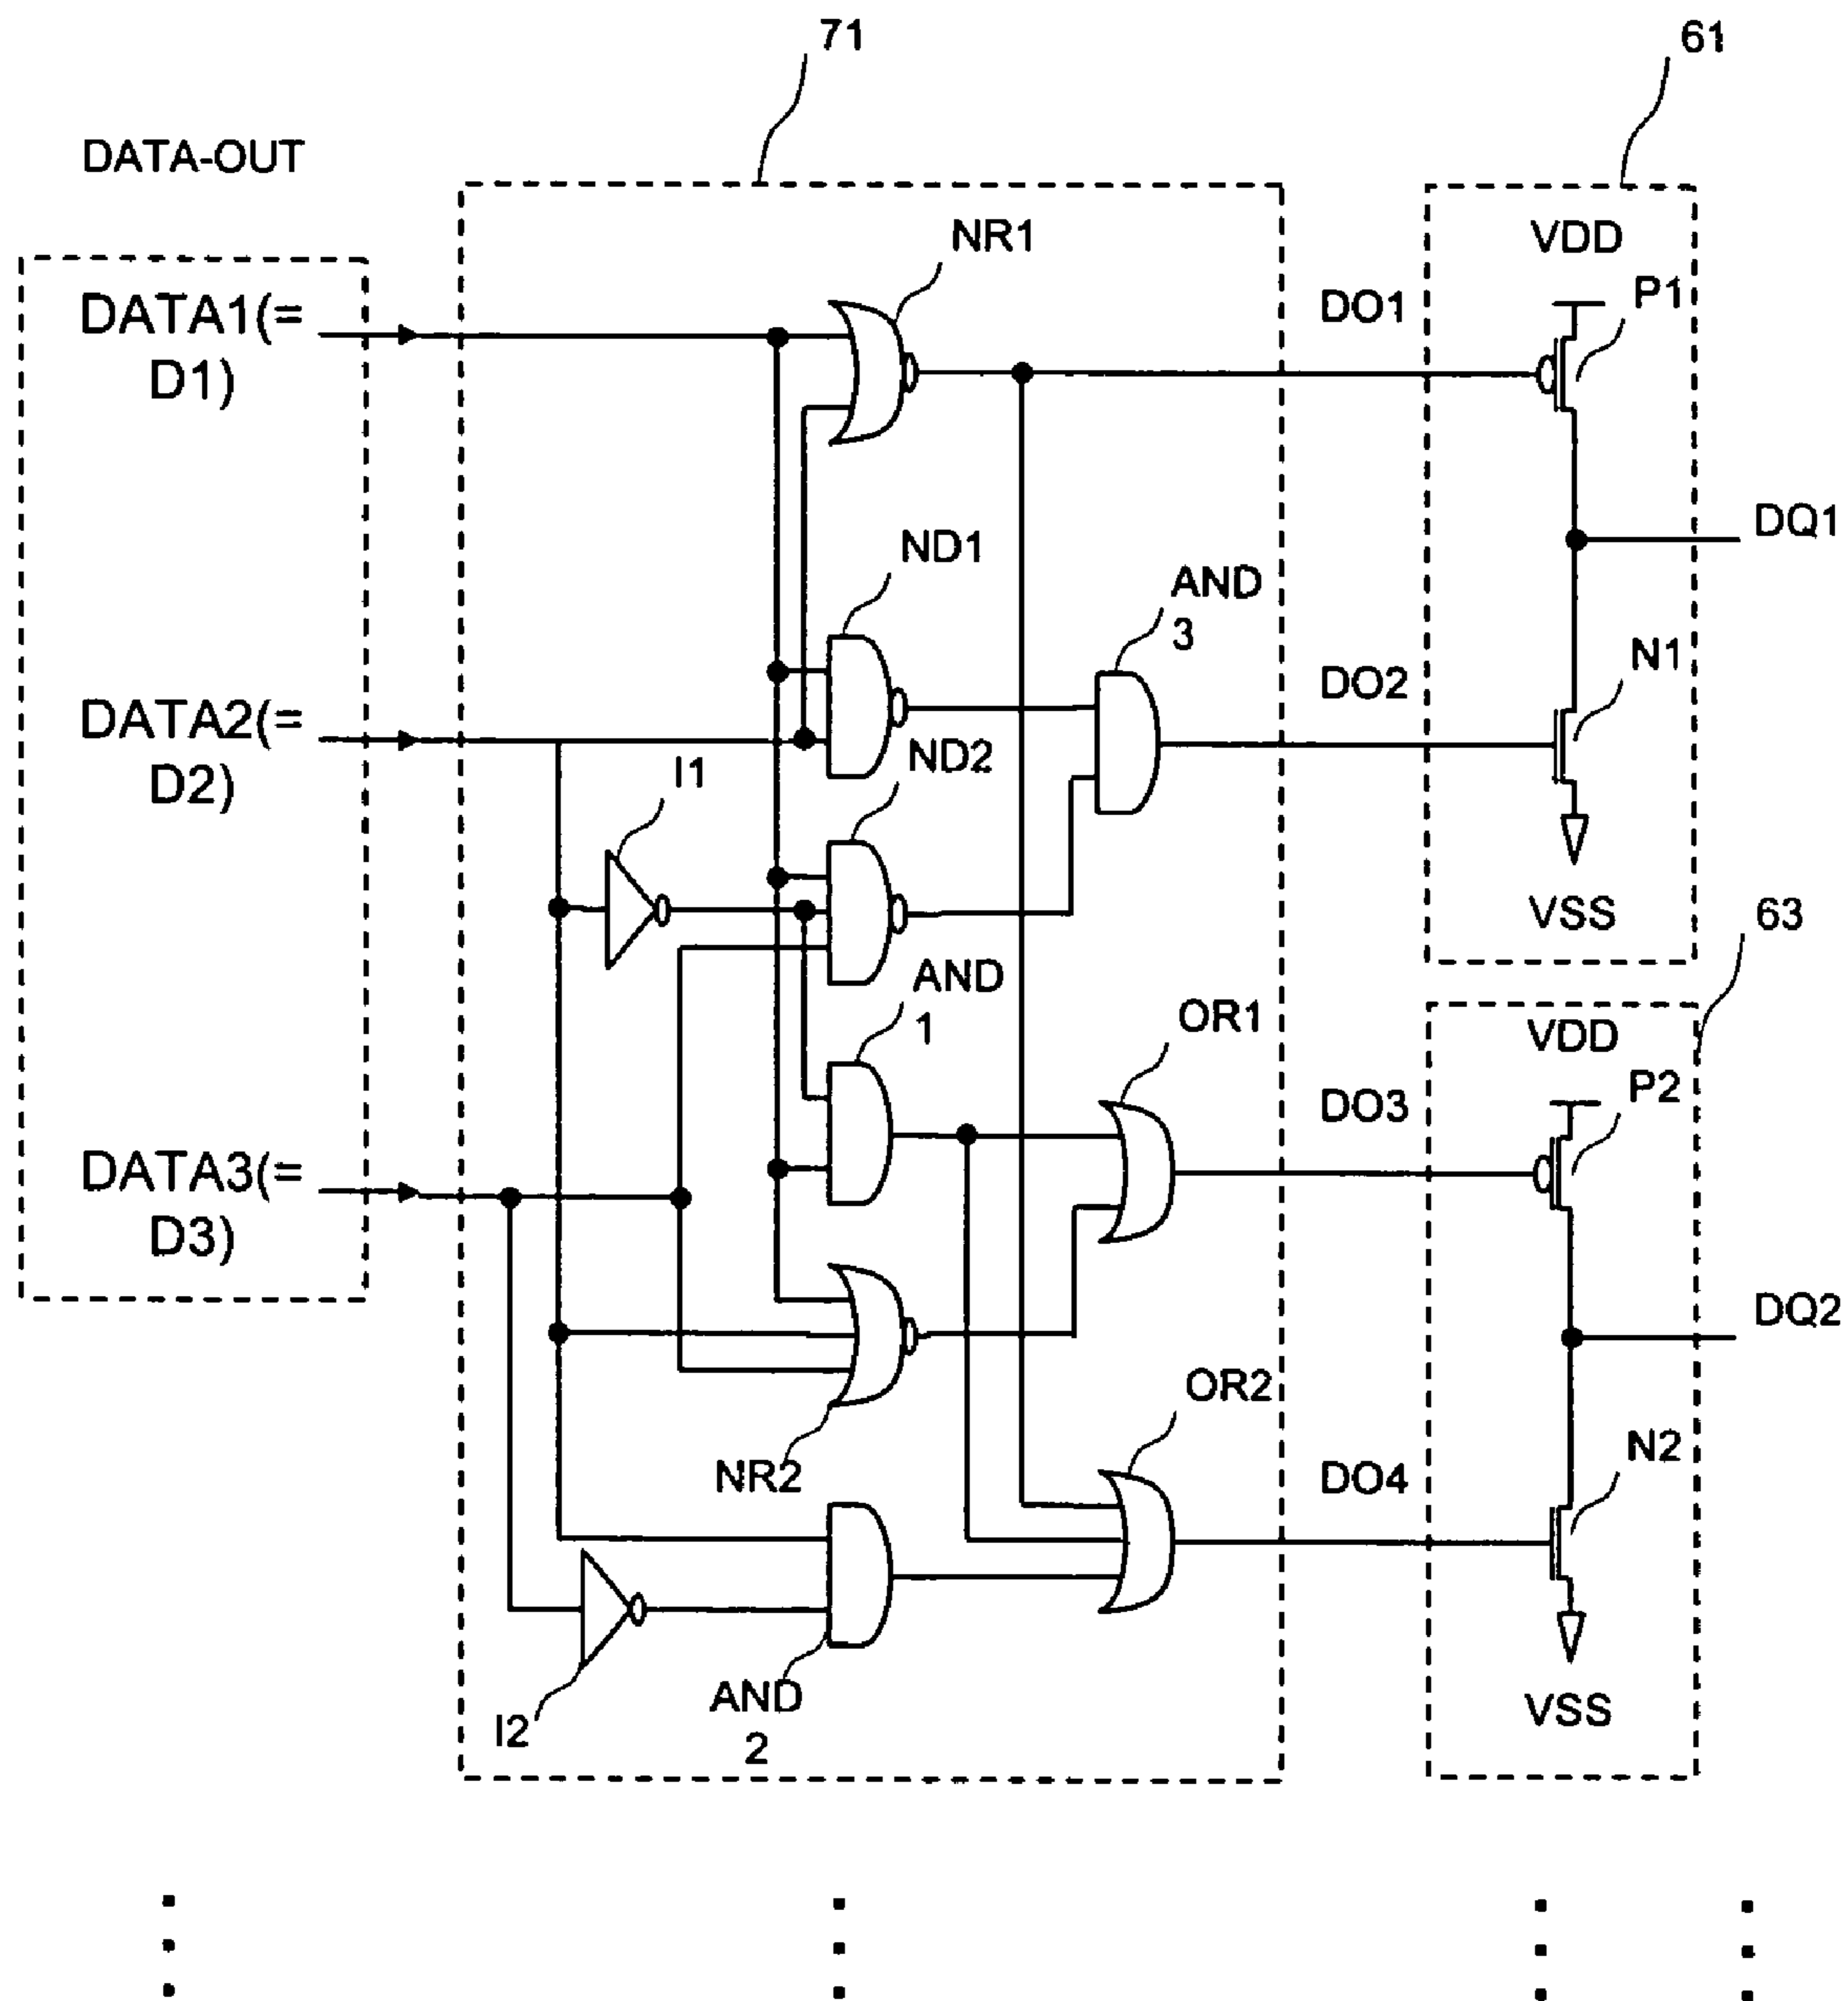 71
61
DATA-OUT
NR1
VDD
DATA1(=
D1)
DO1
P1
DQ1
ND1
AND
3
DATA2(=
D2)
DO2
N1
I1
ND2
VSS
63
AND
1
OR1
VDD
DATA3(=
D3)
DO3
P2
DQ2
NR2
OR2
DO4
N2
I2
AND
2
VSS